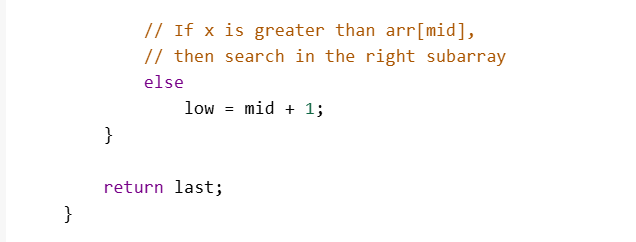 // If x is greater than arr[mid],
// then search in the right subarray
else
low = mid + 1;
}
return last;
}